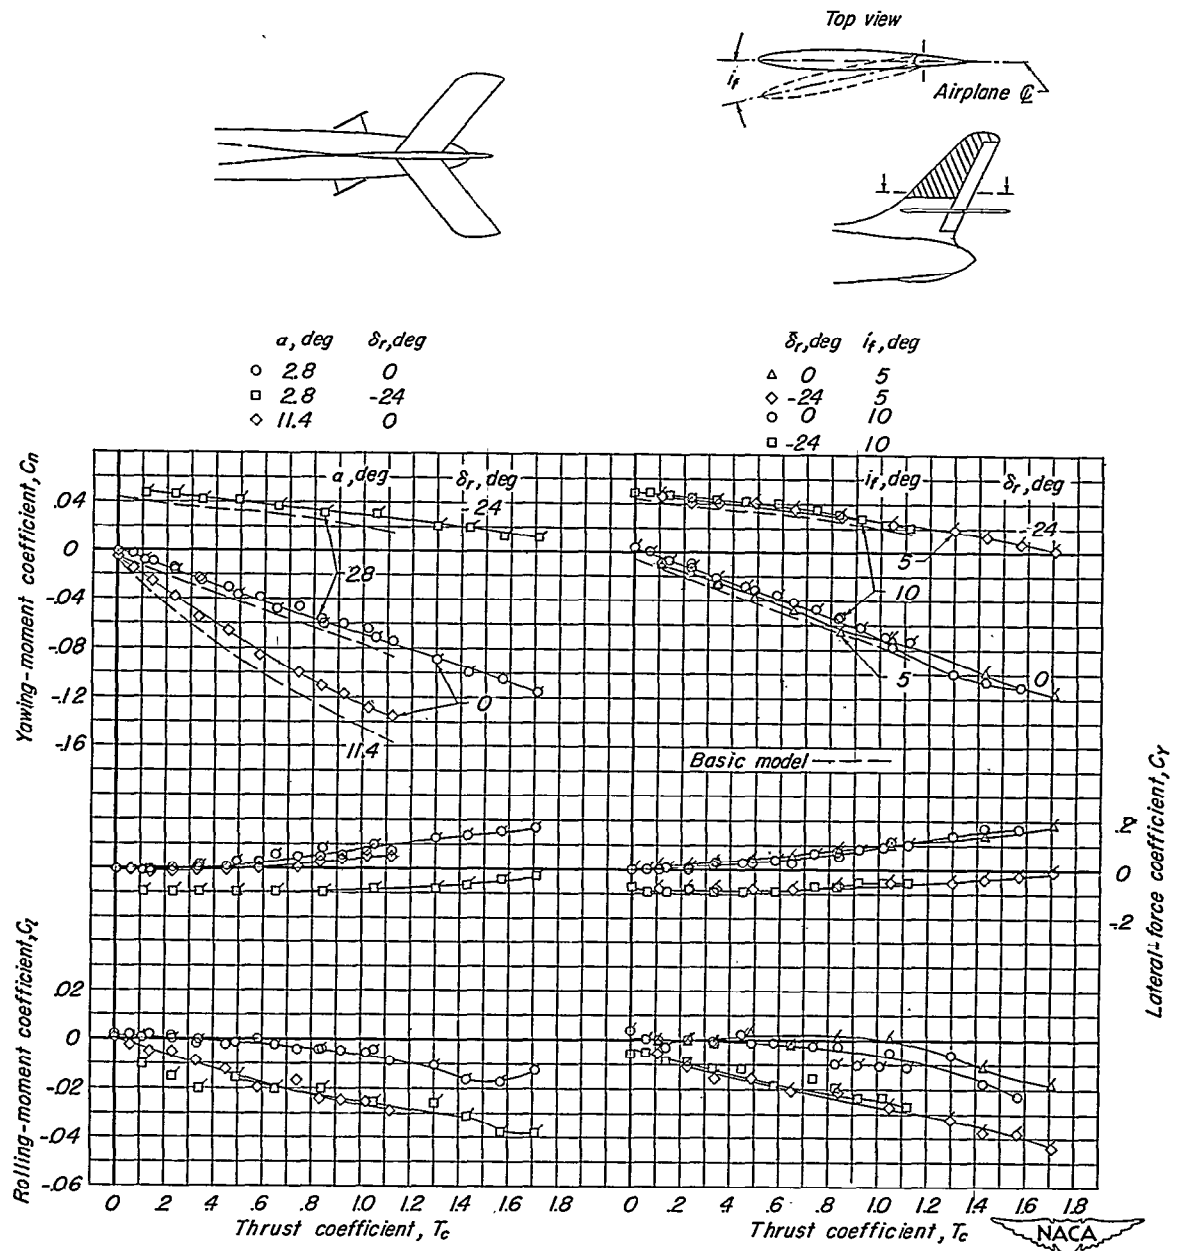 Top view
i_f
Airplane ℄
α, deg δr, deg
○ 2.8 0
□ 2.8 -24
◇ 11.4 0
δr, deg i_f, deg
△ 0 5
◇ -24 5
○ 0 10
□ -24 10
Yawing-moment coefficient, Cn
.04
0
-.04
-.08
-.12
-.16
α, deg δr, deg
-24
2.8
0
11.4
i_f, deg δr, deg
-24
5
10
5
0
Basic model
Lateral-force coefficient, CY
0
-.2
Rolling-moment coefficient, Cl
.02
0
-.02
-.04
-.06
0 .2 .4 .6 .8 1.0 1.2 1.4 1.6 1.8
Thrust coefficient, Tc
0 .2 .4 .6 .8 1.0 1.2 1.4 1.6 1.8
Thrust coefficient, Tc
NACA